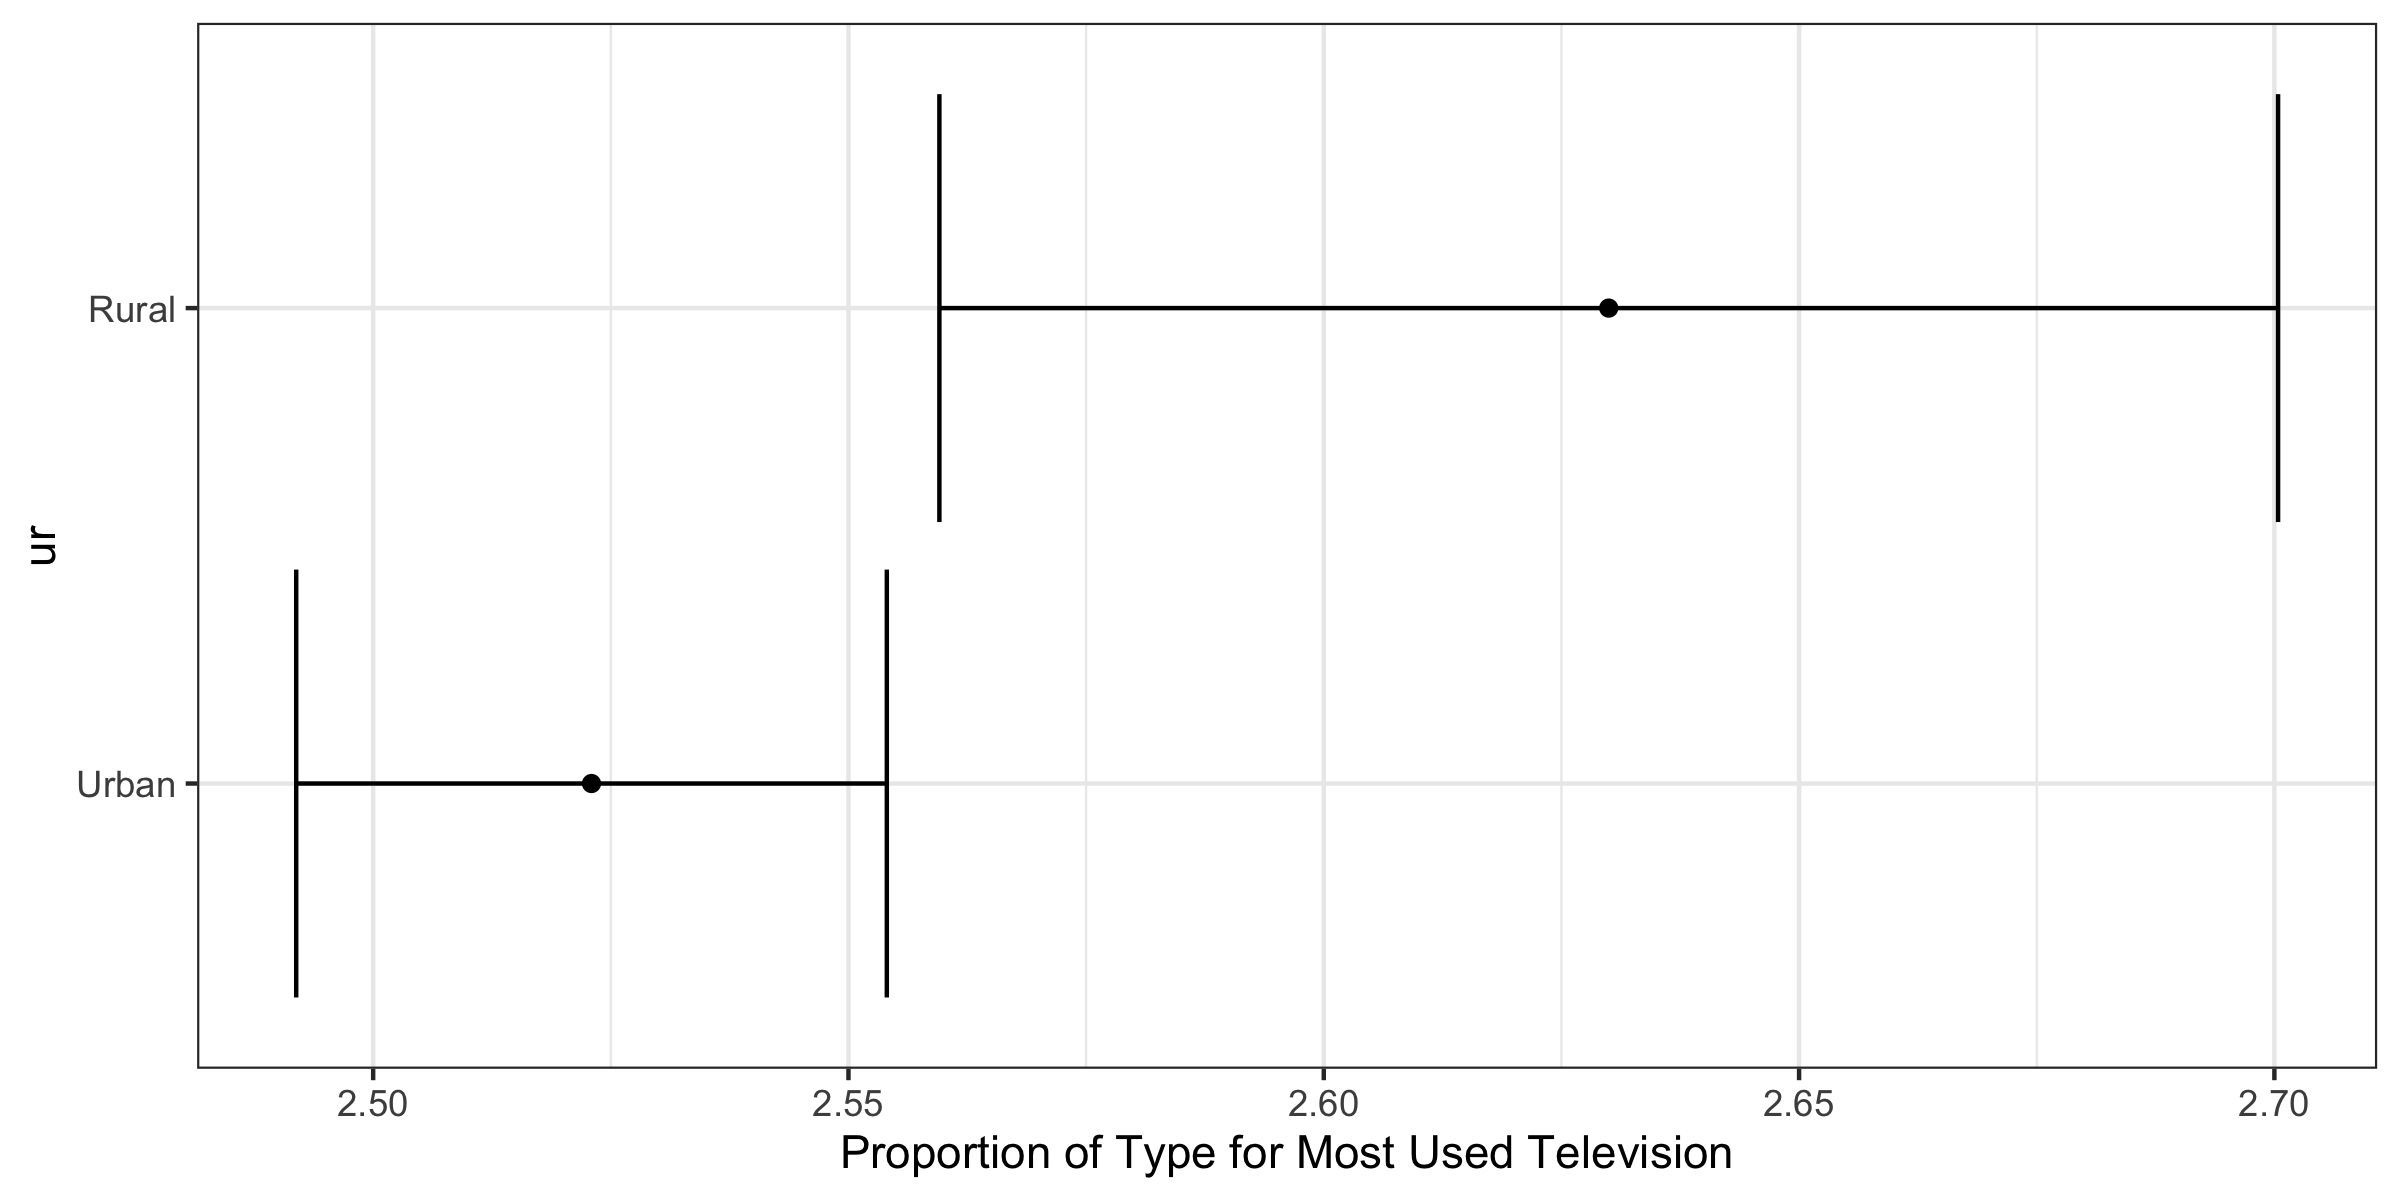 Rural
ur
Urban
2.50 2.55 2.60 2.65 2.70
Proportion of Type for Most Used Television